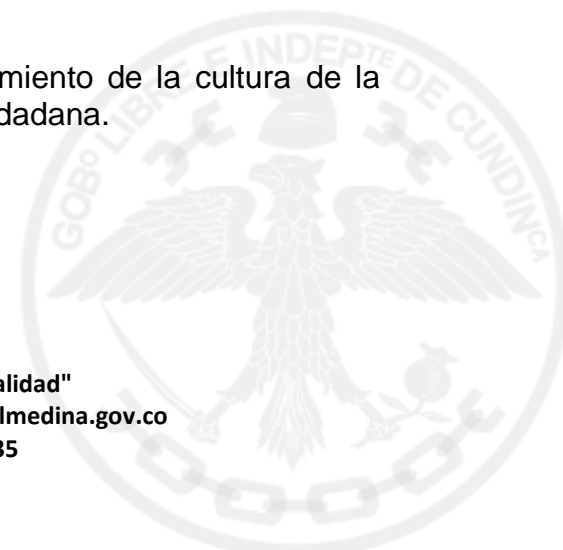 miento de la cultura de la
dadana.
GOBº LIBRE E INDEPTE DE CUNDINCA
alidad"
lmedina.gov.co
35